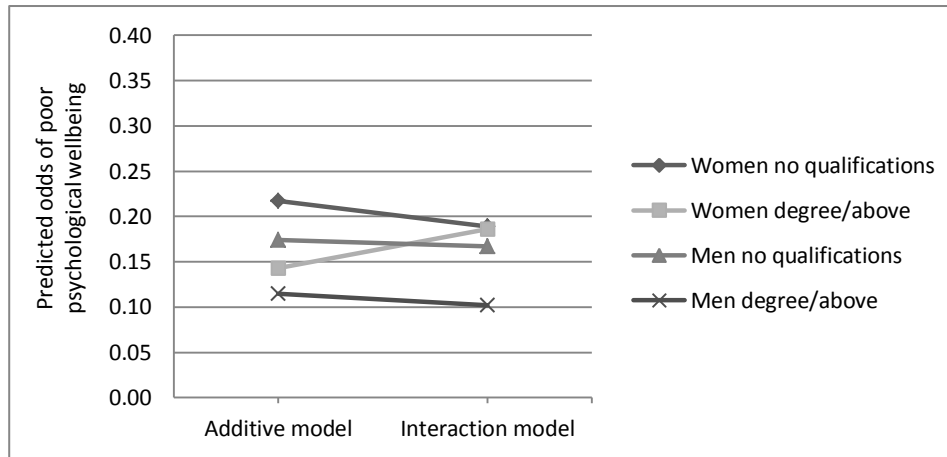 Predicted odds of poor
psychological wellbeing
0.40
0.35
0.30
0.25
0.20
0.15
0.10
0.05
0.00
Additive model
Interaction model
Women no qualifications
Women degree/above
Men no qualifications
Men degree/above